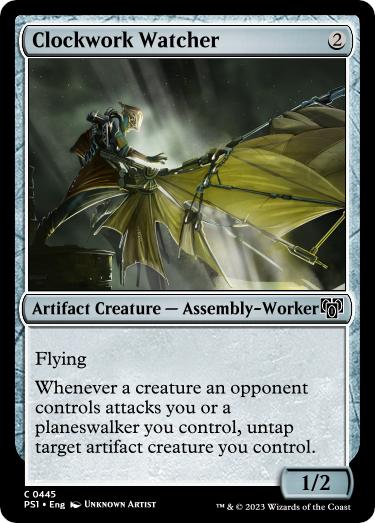 Clockwork Watcher 2
Artifact Creature — Assembly-Worker
Flying
Whenever a creature an opponent
controls attacks you or a
planeswalker you control, untap
target artifact creature you control.
1/2
C 0445
PS1 • Eng Unknown Artist
™ & © 2023 Wizards of the Coast